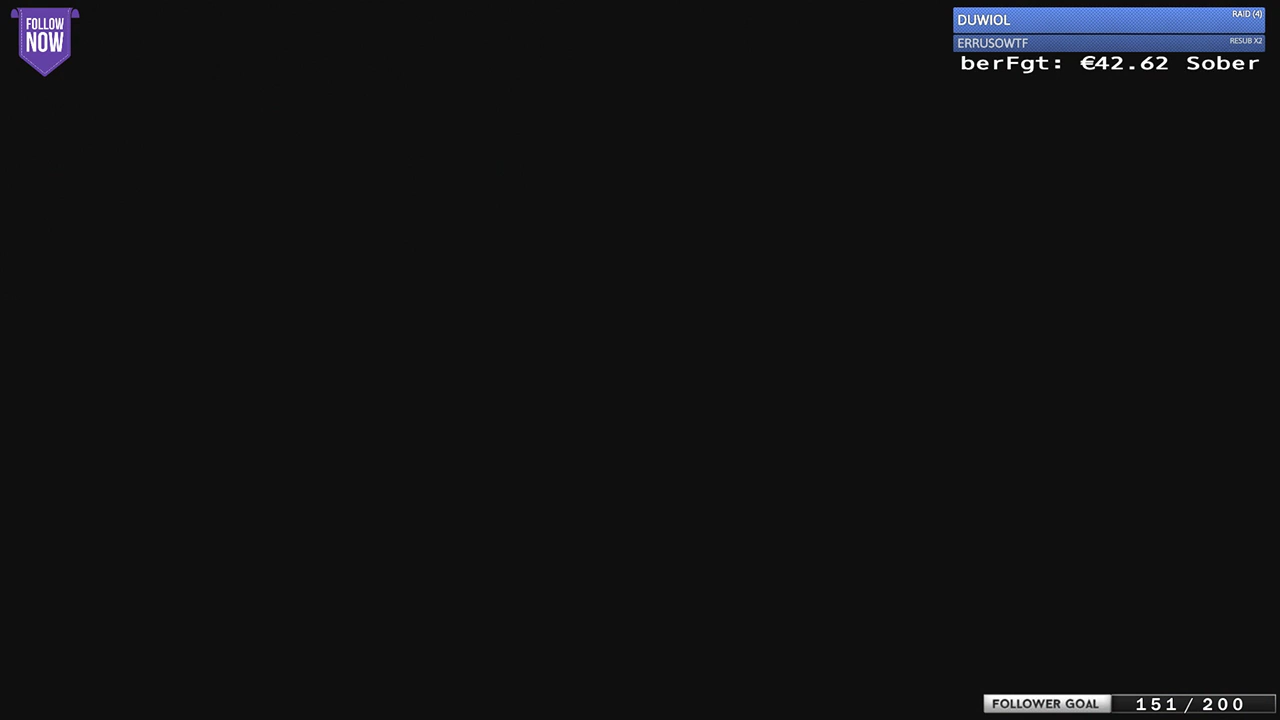 FOLLOW
NOW
DUWIOL
RAID (4)
ERRUSOWTF
RESUB X2
berFgt: €42.62 Sober
FOLLOWER GOAL
151 / 200